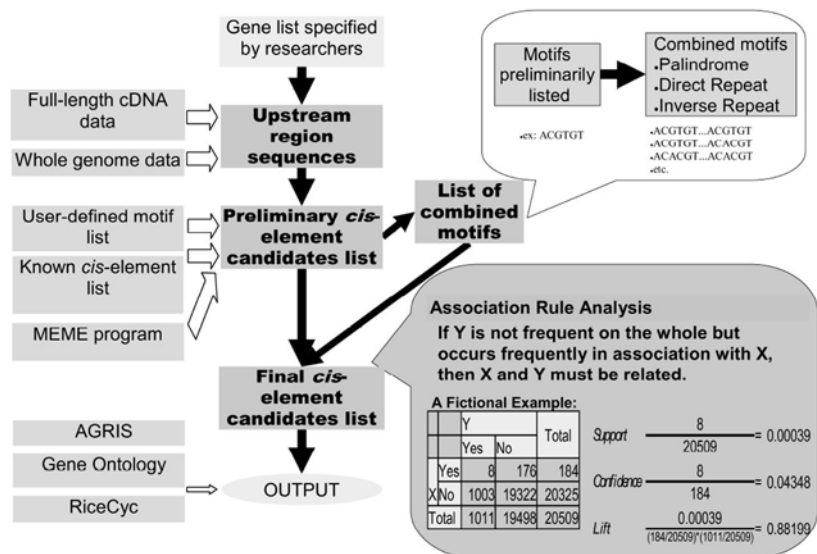 Gene list specified
by researchers
Full-length cDNA
data
Whole genome data
Upstream
region
sequences
User-defined motif
list
Known cis-element
list
MEME program
Preliminary cis-
element
candidates list
List of
combined
motifs
Motifs
preliminarily
listed
.ex: ACGTGT
Combined motifs
.Palindrome
.Direct Repeat
.Inverse Repeat
.ACGTGT...ACGTGT
.ACGTGT...ACACGT
.ACACGT...ACACGT
.etc.
Final cis-
element
candidates list
AGRIS
Gene Ontology
RiceCyc
OUTPUT
Association Rule Analysis
If Y is not frequent on the whole but
occurs frequently in association with X,
then X and Y must be related.
A Fictional Example:
Y Total
Yes No
X Yes 8 176 184
No 1003 19322 20325
Total 1011 19498 20509
Support 8 / 20509 = 0.00039
Confidence 8 / 184 = 0.04348
Lift 0.00039 / (184/20509)*(1011/20509) = 0.88199